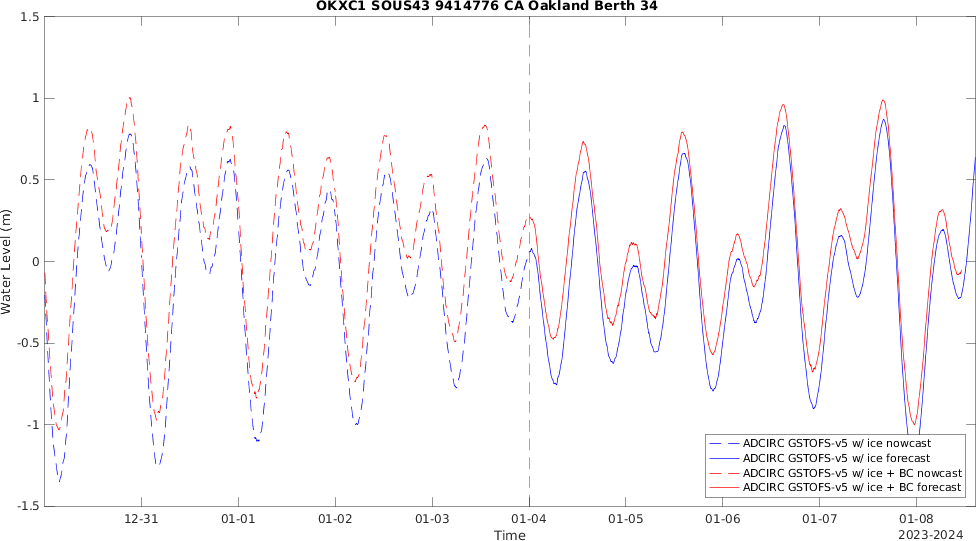 OKXC1 SOUS43 9414776 CA Oakland Berth 34
1.5
1
0.5
0
-0.5
-1
-1.5
Water Level (m)
12-31
01-01
01-02
01-03
01-04
01-05
01-06
01-07
01-08
Time
2023-2024
ADCIRC GSTOFS-v5 w/ ice nowcast
ADCIRC GSTOFS-v5 w/ ice forecast
ADCIRC GSTOFS-v5 w/ ice + BC nowcast
ADCIRC GSTOFS-v5 w/ ice + BC forecast